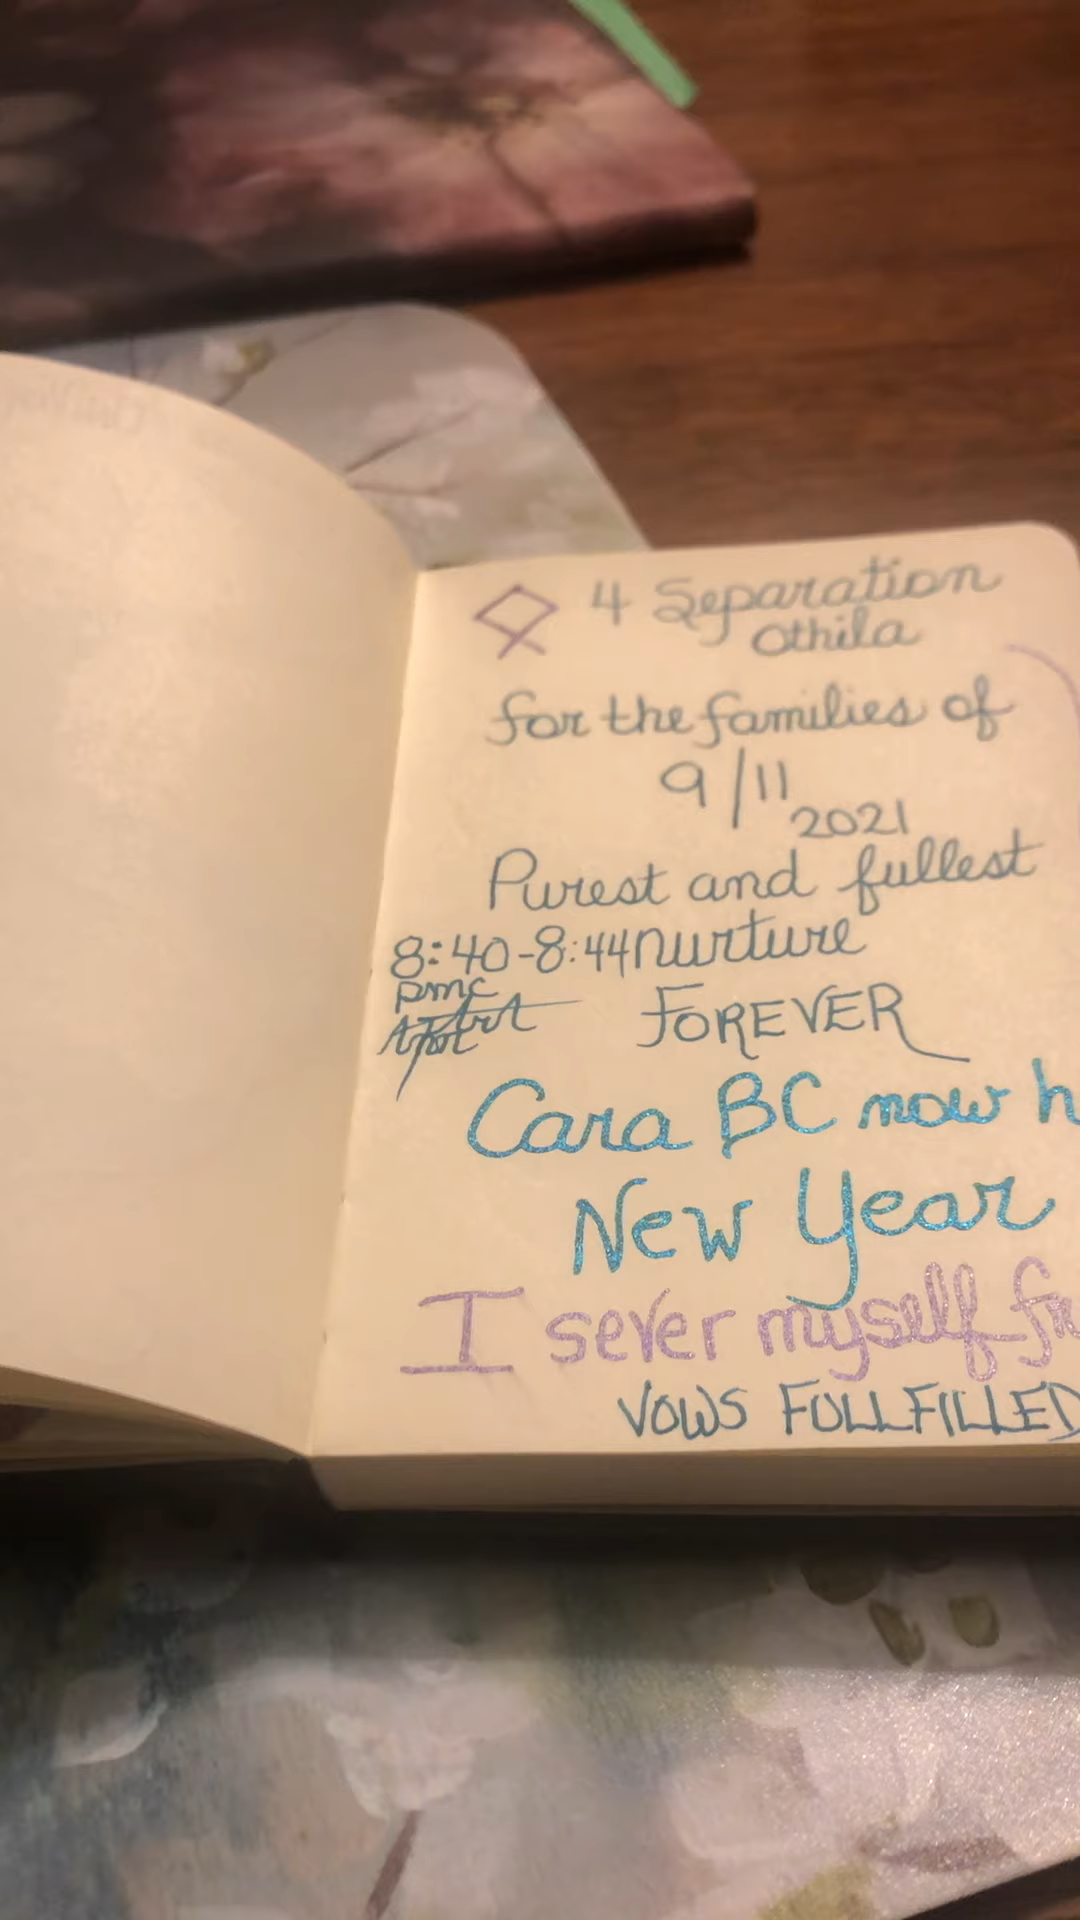 4 Separation
Othila
for the families of
9/11
2021
Purest and fullest
8:40-8:44 nurture
pmc
FOREVER
Cara BC now h
New Year
I sever myself fr
VOWS FULLFILLED